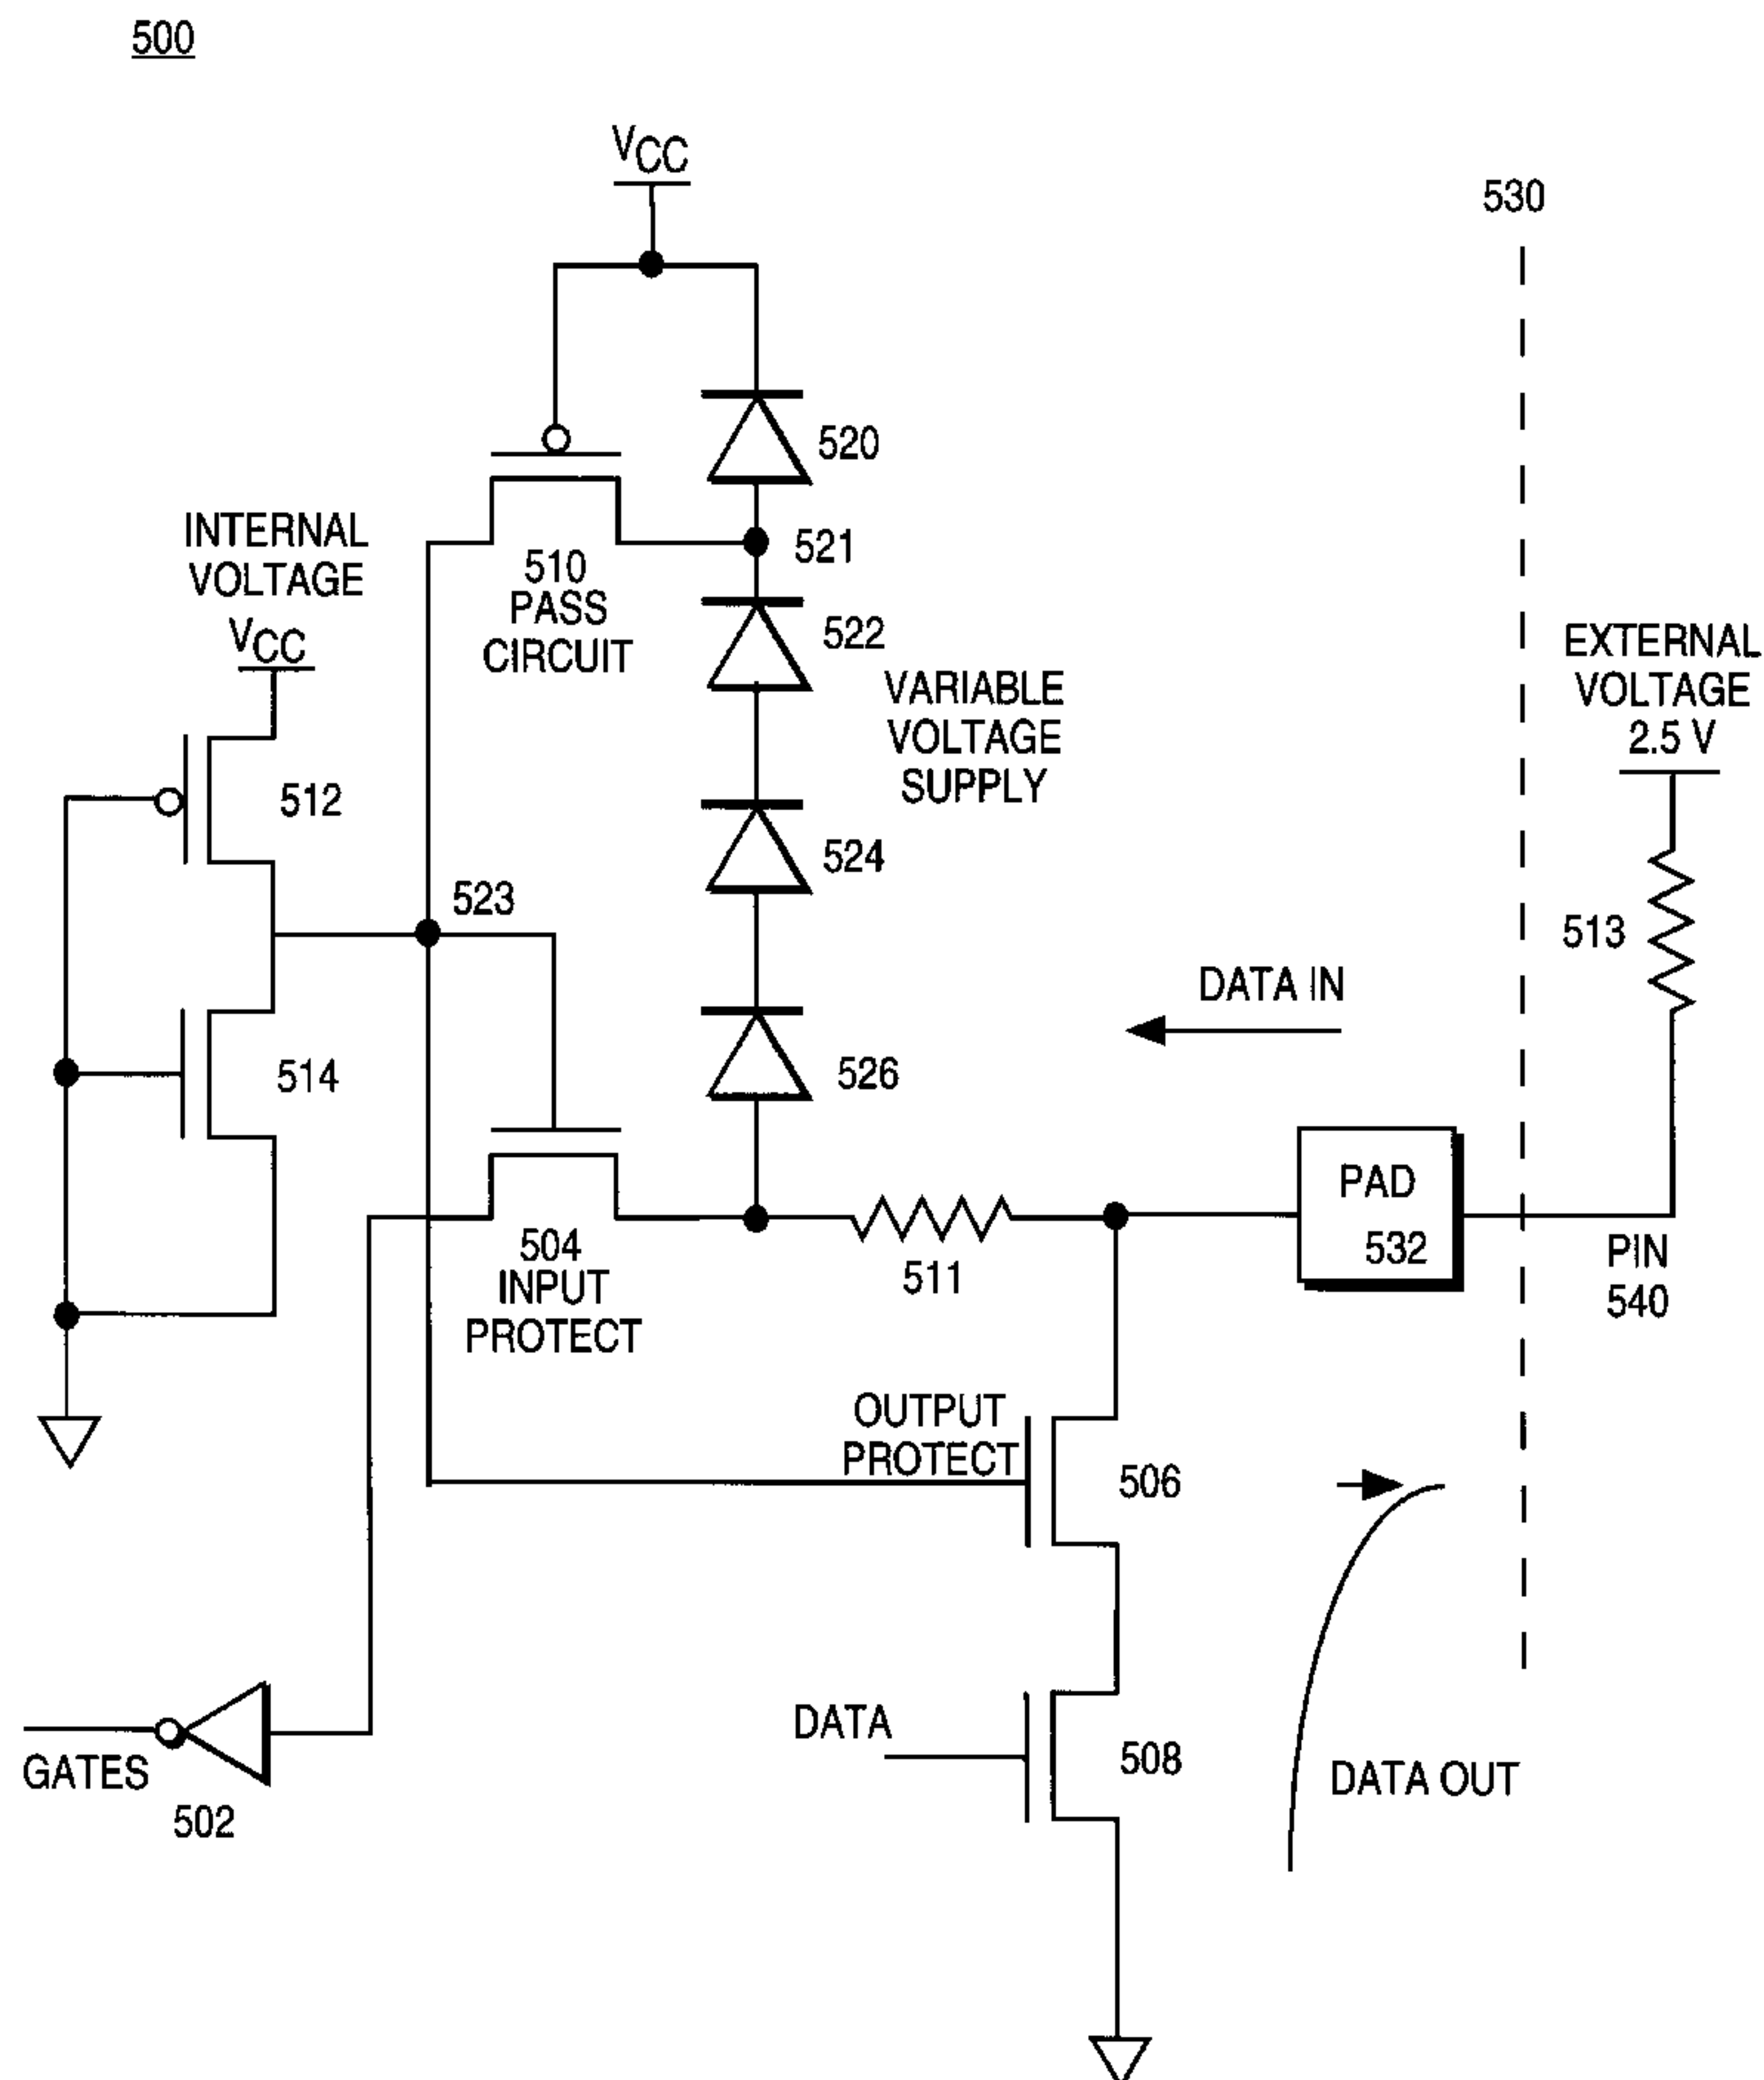 500
VCC
530
520
521
INTERNAL
VOLTAGE
VCC
510
PASS
CIRCUIT
522
VARIABLE
VOLTAGE
SUPPLY
EXTERNAL
VOLTAGE
2.5 V
512
524
523
513
DATA IN
514
526
PAD
532
504
INPUT
PROTECT
511
PIN
540
OUTPUT
PROTECT
506
DATA
508
DATA OUT
GATES
502